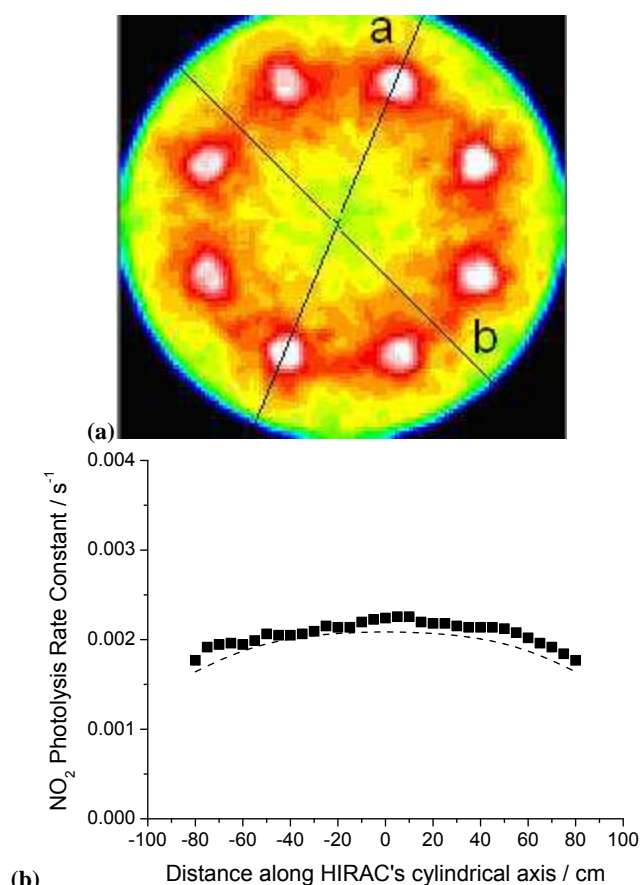 a
b
(a)
0.004
0.003
0.002
0.001
0.000
NO₂ Photolysis Rate Constant / s⁻¹
-100 -80 -60 -40 -20 0 20 40 60 80 100
Distance along HIRAC's cylindrical axis / cm
(b)